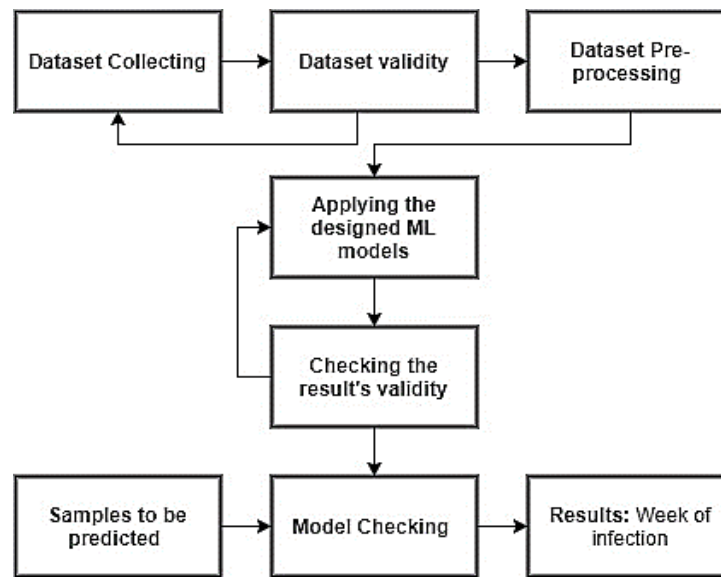 Dataset Collecting
Dataset validity
Dataset Pre-
processing
Applying the
designed ML
models
Checking the
result's validity
Samples to be
predicted
Model Checking
Results: Week of
infection